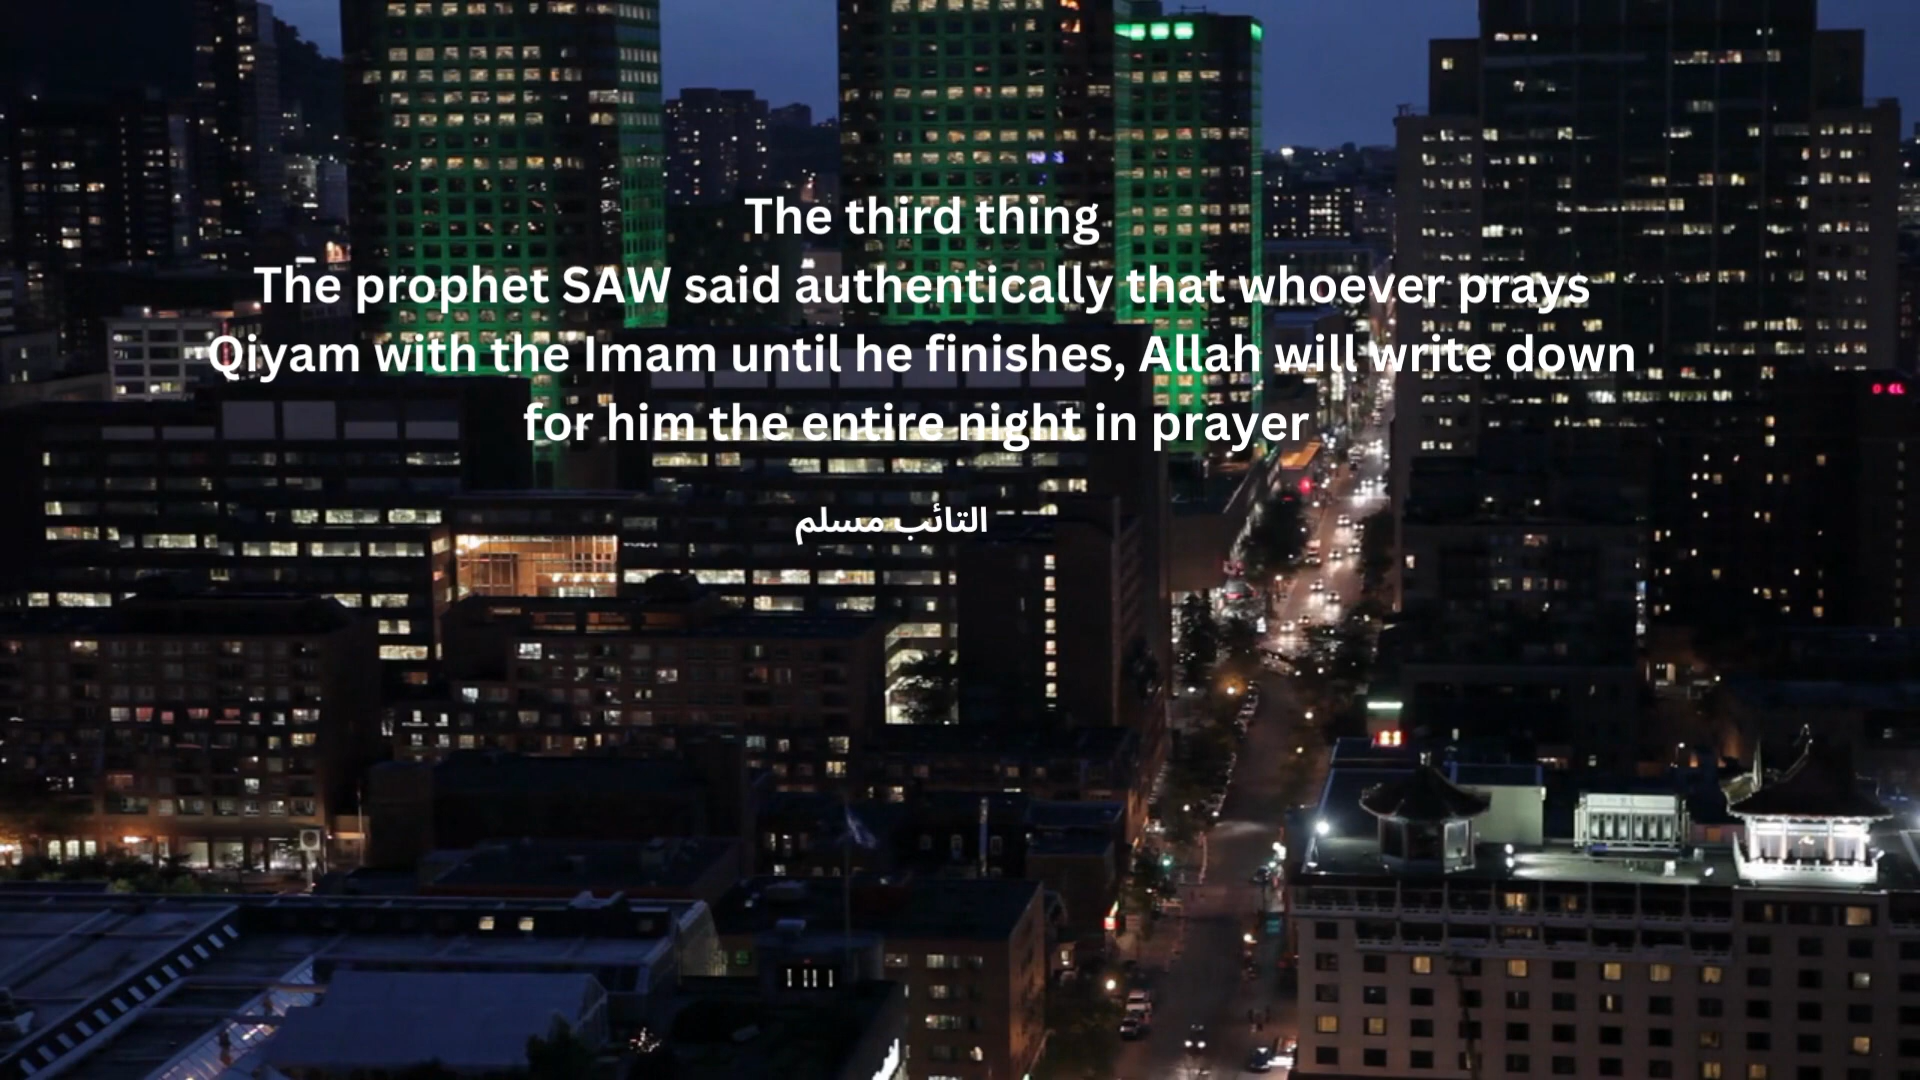 The third thing
The prophet SAW said authentically that whoever prays
Qiyam with the Imam until he finishes, Allah will write down
for him the entire night in prayer
التائب مسلم